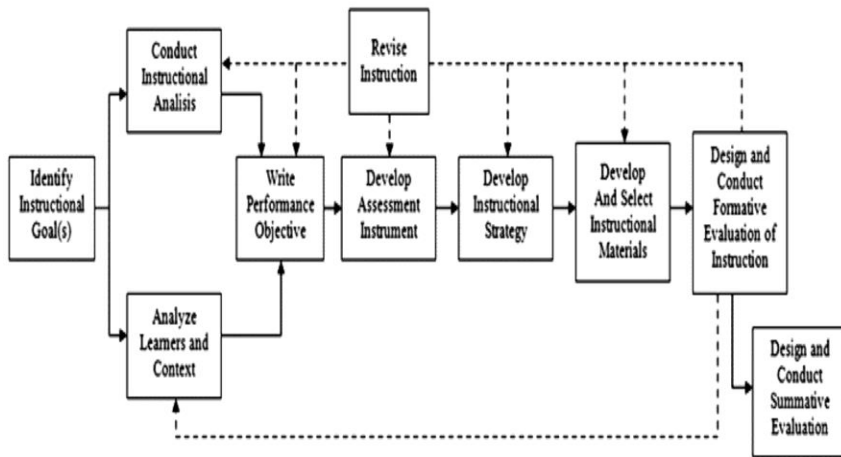 Conduct
Instructional
Analisis
Revise
Instruction
Identify
Instructional
Goal(s)
Write
Performance
Objective
Develop
Assessment
Instrument
Develop
Instructional
Strategy
Develop
And Select
Instructional
Materials
Design and
Conduct
Formative
Evaluation of
Instruction
Analyze
Learners and
Context
Design and
Conduct
Summative
Evaluation